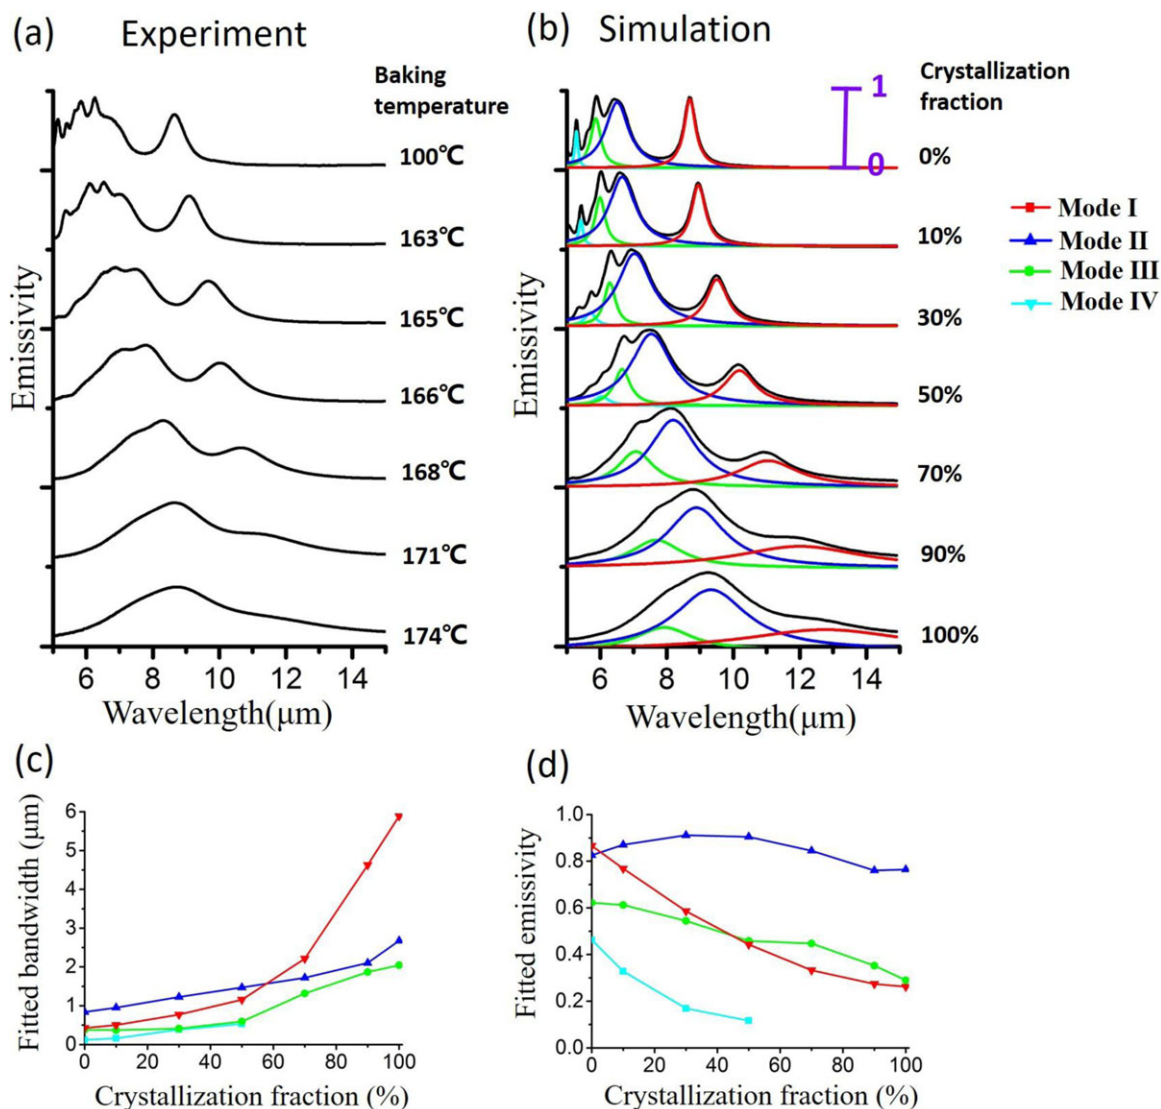 (a) Experiment
(b) Simulation
Baking
temperature
100℃
163℃
165℃
166℃
168℃
171℃
174℃
Emissivity
6 8 10 12 14
Wavelength(μm)
Crystallization
fraction
1
0
0%
10%
30%
50%
70%
90%
100%
Emissivity
6 8 10 12 14
Wavelength(μm)
Mode I
Mode II
Mode III
Mode IV
(c)
Fitted bandwidth (μm)
6
5
4
3
2
1
0
0 20 40 60 80 100
Crystallization fraction (%)
(d)
Fitted emissivity
1.0
0.8
0.6
0.4
0.2
0.0
0 20 40 60 80 100
Crystallization fraction (%)